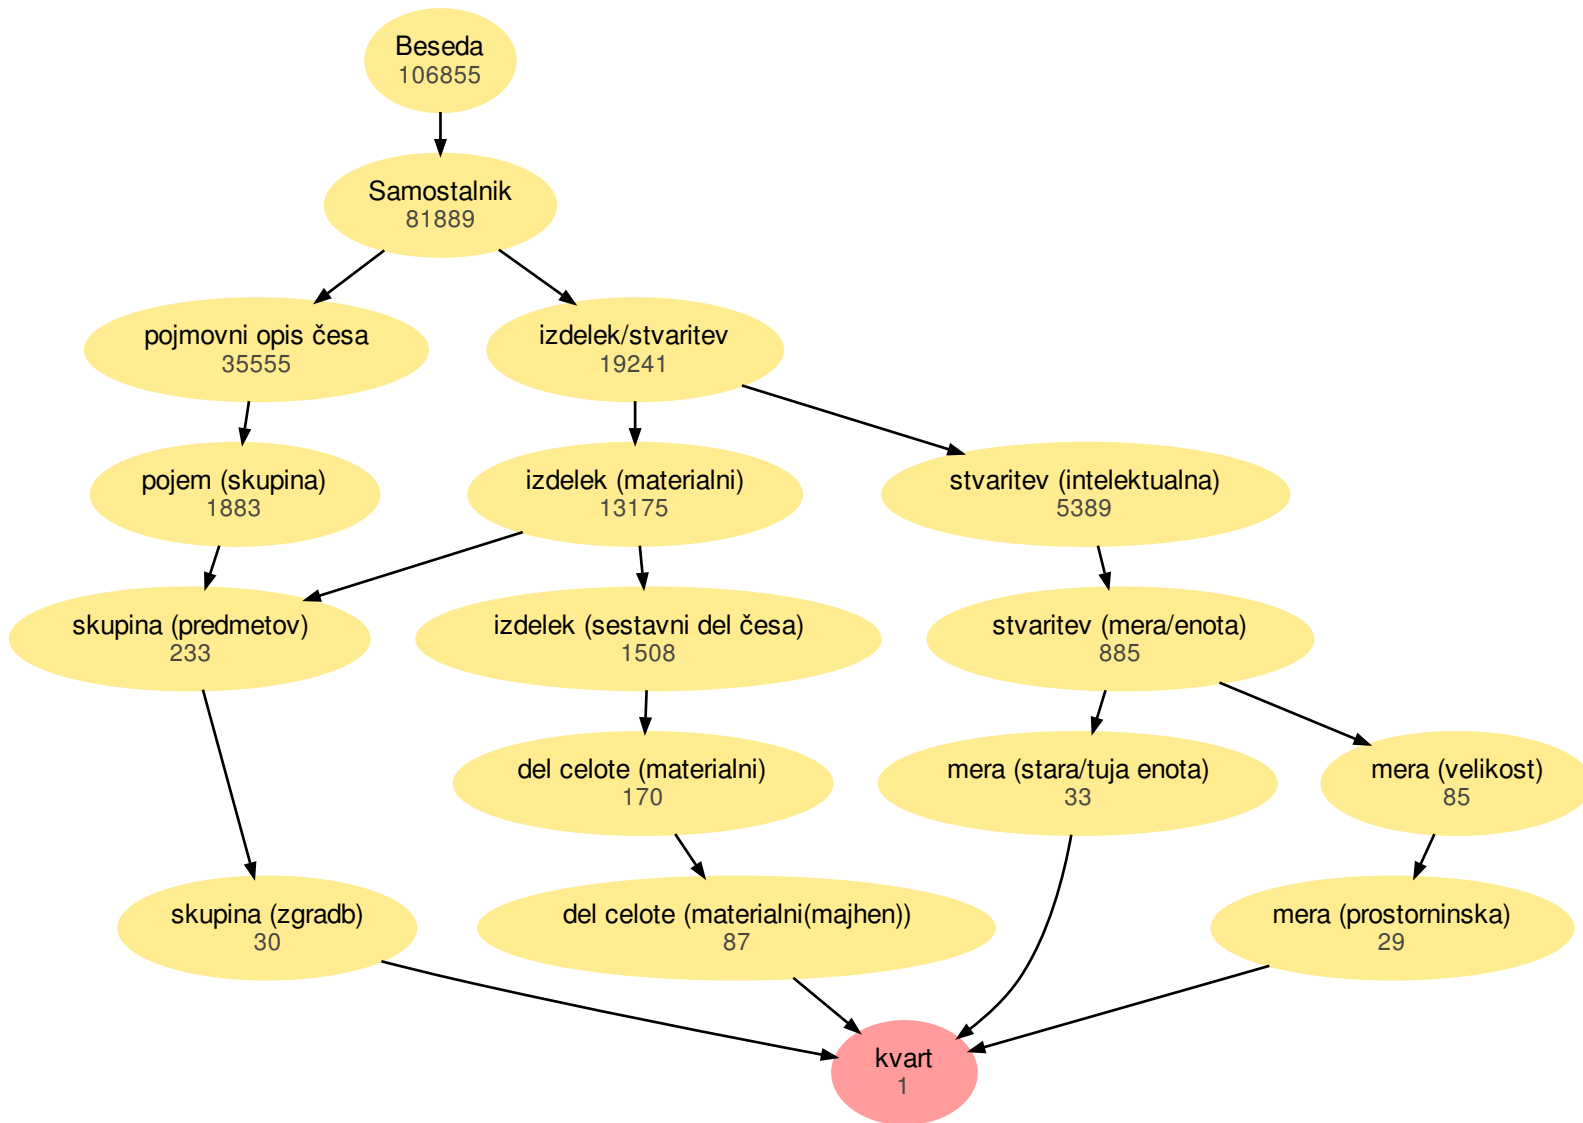 Beseda
106855
Samostalnik
81889
pojmovni opis česa
35555
izdelek/stvaritev
19241
pojem (skupina)
1883
izdelek (materialni)
13175
stvaritev (intelektualna)
5389
skupina (predmetov)
233
izdelek (sestavni del česa)
1508
stvaritev (mera/enota)
885
del celote (materialni)
170
mera (stara/tuja enota)
33
mera (velikost)
85
skupina (zgradb)
30
del celote (materialni(majhen))
87
mera (prostorninska)
29
kvart
1